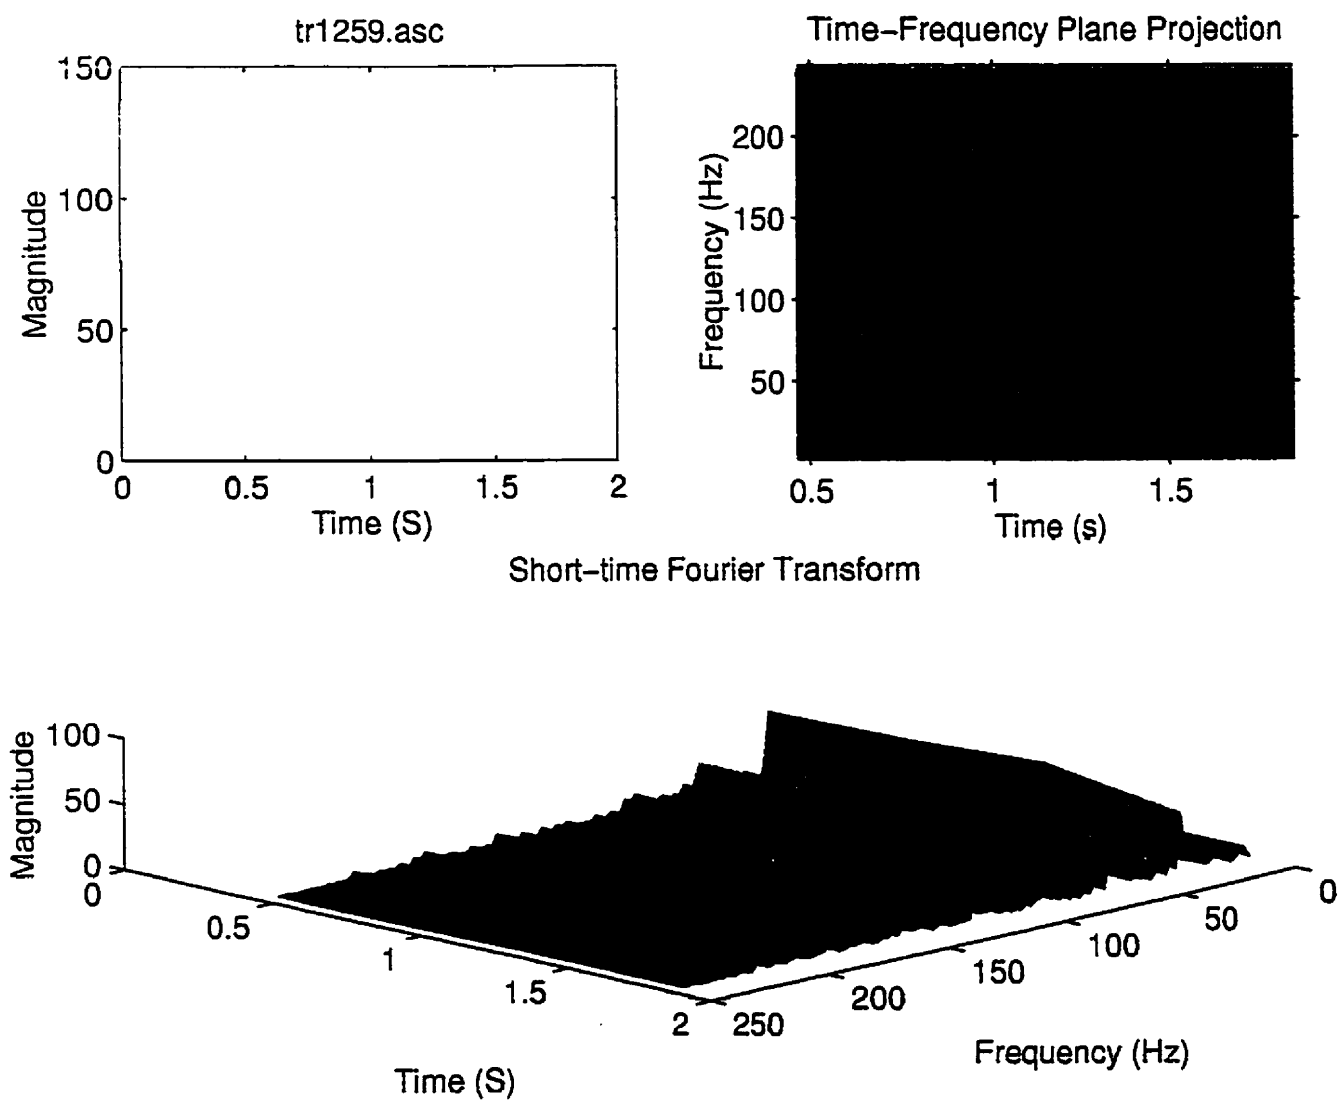 tr1259.asc
150
100
50
0
Magnitude
0 0.5 1 1.5 2
Time (S)
Time-Frequency Plane Projection
200
150
100
50
Frequency (Hz)
0.5 1 1.5
Time (s)
Short-time Fourier Transform
100
50
0
Magnitude
0
0.5
1
1.5
2
Time (S)
250
200
150
100
50
0
Frequency (Hz)